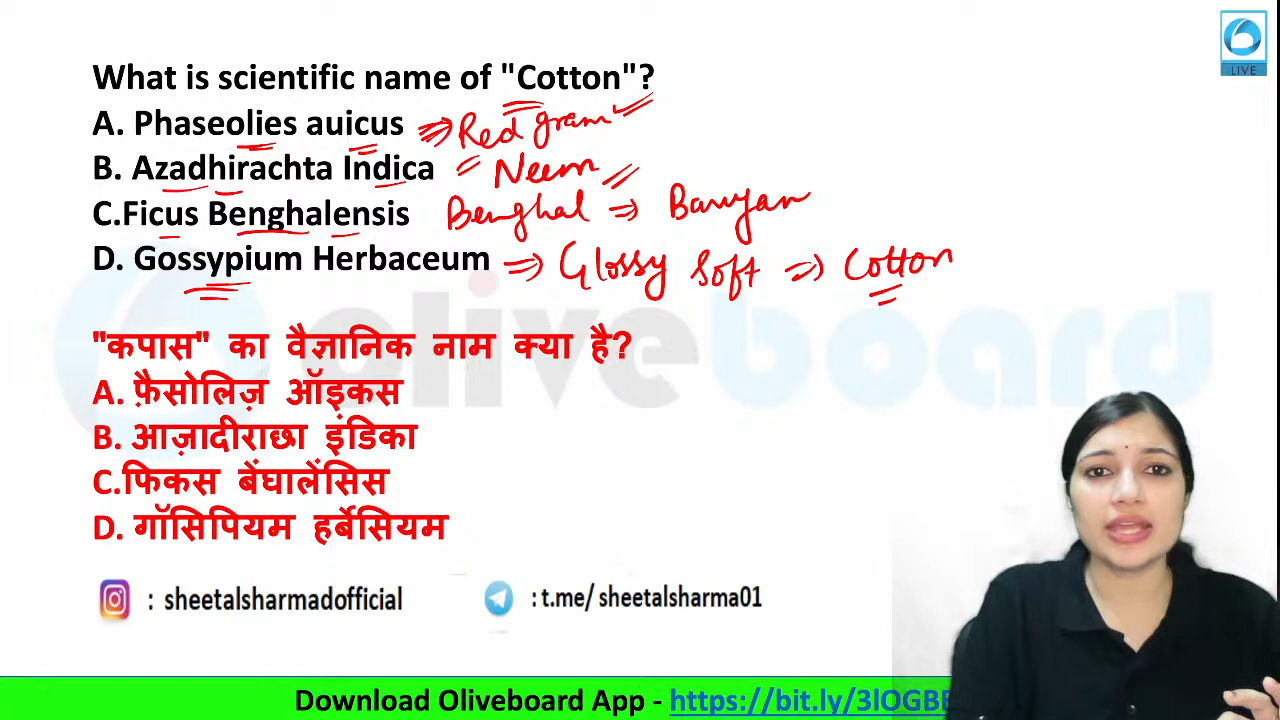 LIVE
What is scientific name of "Cotton"?
A. Phaseolies auicus ⇒ Red gram
B. Azadhirachta Indica = Neem
C.Ficus Benghalensis Benghal ⇒ Banyan
D. Gossypium Herbaceum ⇒ Glossy Soft ⇒ Cotton
oliveboard
"कपास" का वैज्ञानिक नाम क्या है?
A. फ़ैसोलिज़ ऑइकस
B. आज़ादीराछा इंडिका
C.फिकस बेंघालेंसिस
D. गॉसिपियम हर्बेसियम
: sheetalsharmadofficial : t.me/ sheetalsharma01
Download Oliveboard App - https://bit.ly/3lOGBE